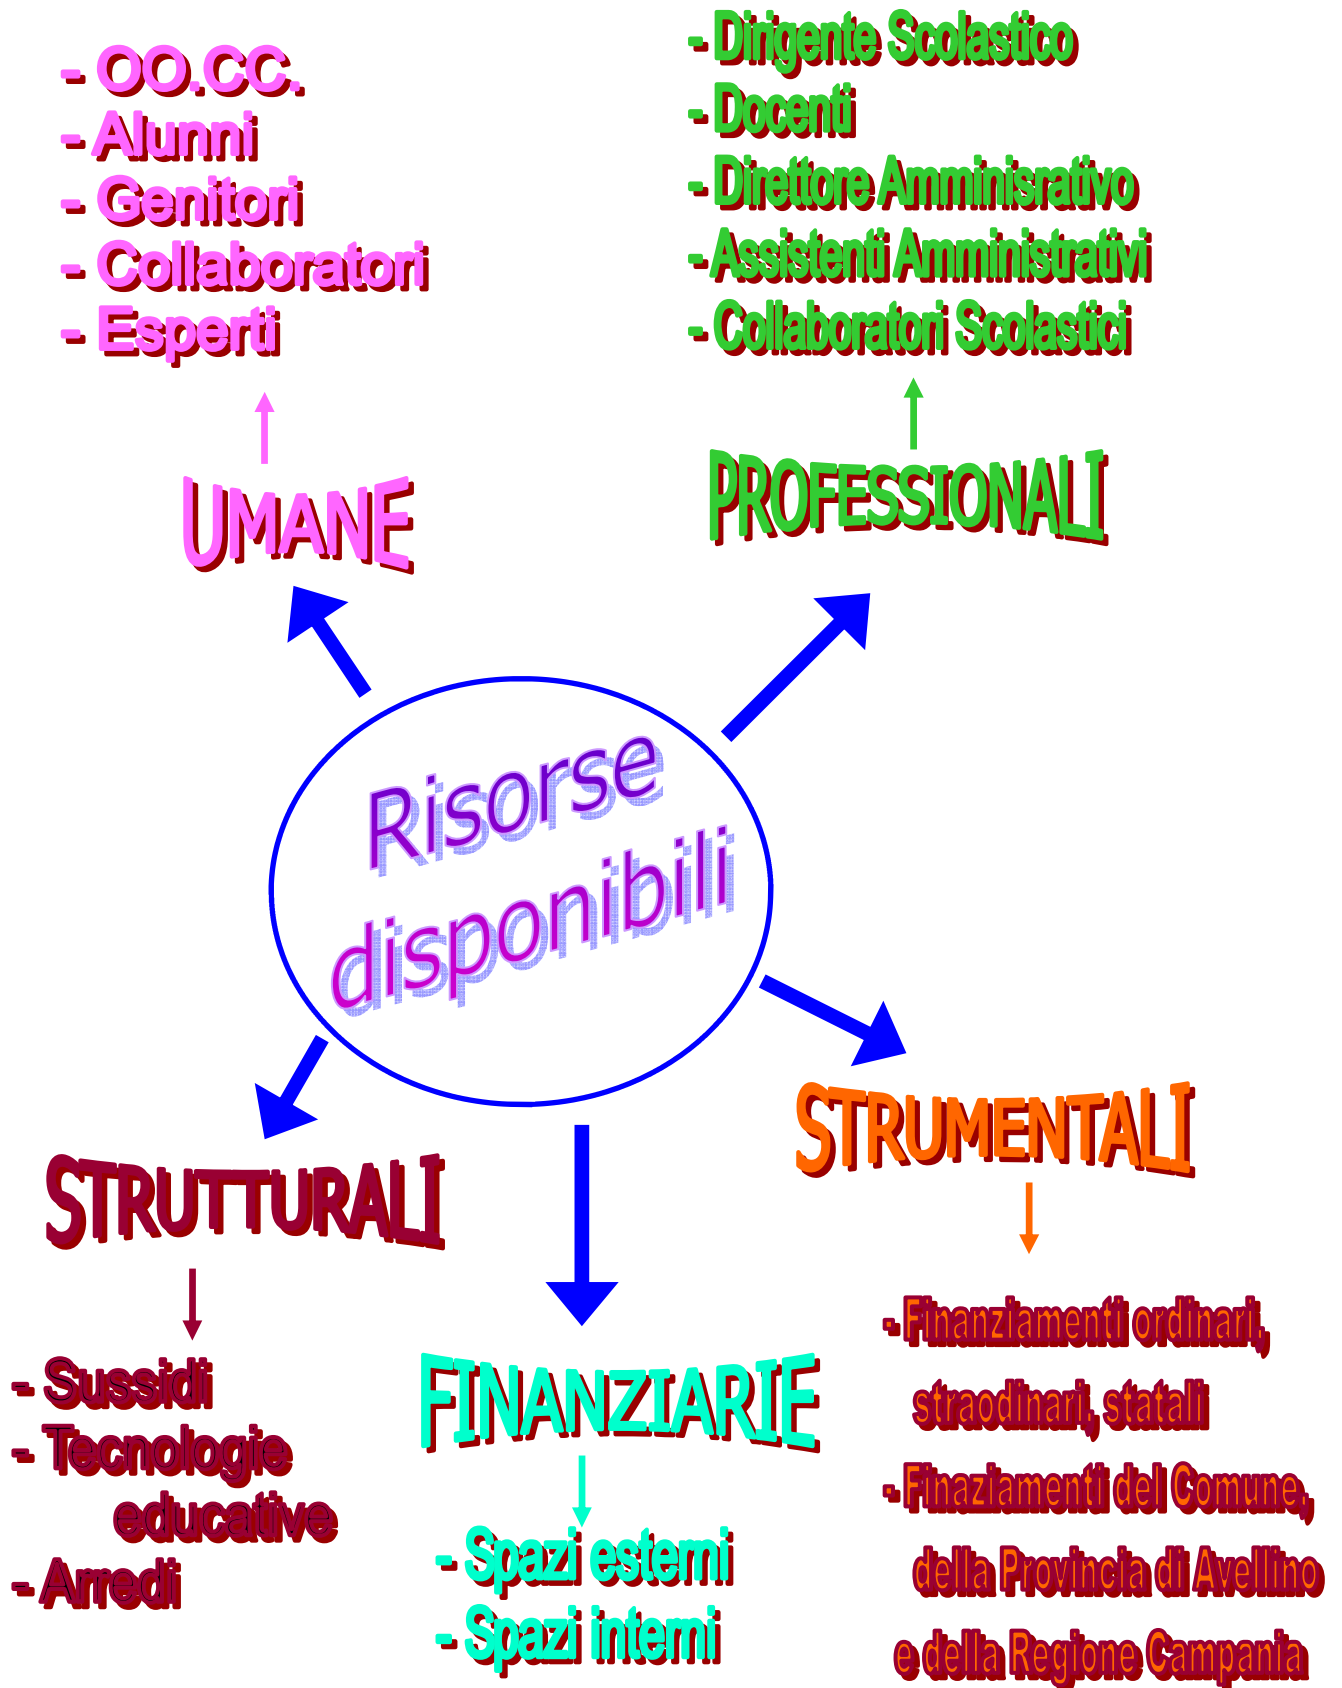 - OO.CC.
- Alunni
- Genitori
- Collaboratori
- Esperti
UMANE
- Dirigente Scolastico
- Docenti
- Direttore Amminisrativo
- Assistenti Amministrativi
- Collaboratori Scolastici
PROFESSIONALI
Risorse
disponibili
STRUTTURALI
- Sussidi
- Tecnologie
educative
- Arredi
FINANZIARIE
- Spazi esterni
- Spazi interni
STRUMENTALI
- Finanziamenti ordinari,
straodinari, statali
- Finaziamenti del Comune,
della Provincia di Avellino
e della Regione Campania